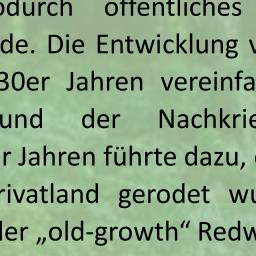 odurch öffentliches
de. Die Entwicklung v
30er Jahren vereinfa
und der Nachkrie
r Jahren führte dazu,
rivatland gerodet wu
ler „old-growth“ Redw